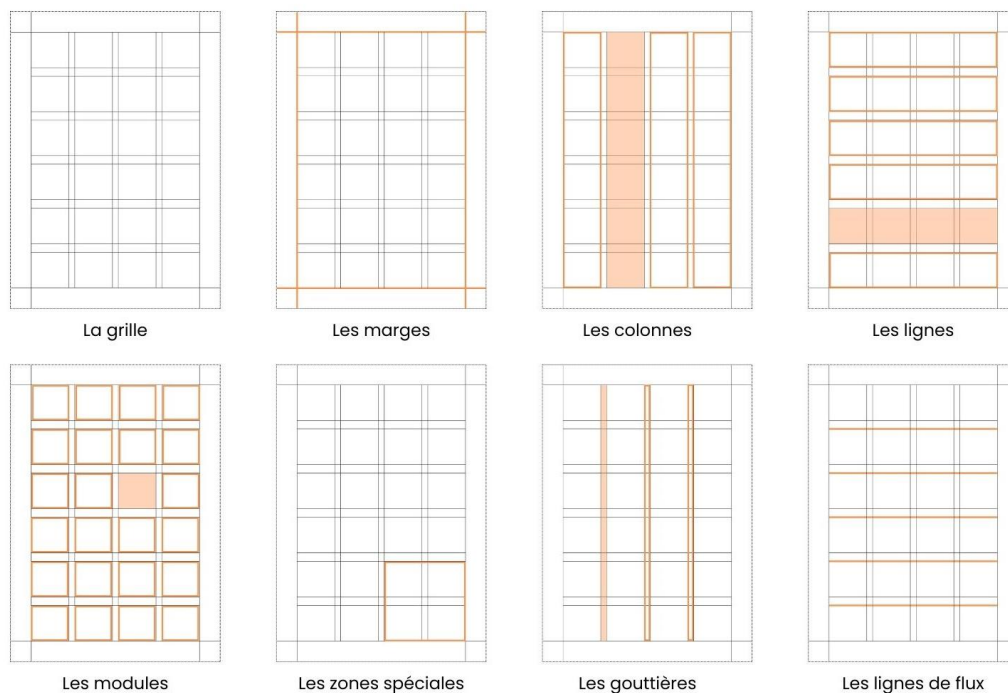 La grille
Les marges
Les colonnes
Les lignes
Les modules
Les zones spéciales
Les gouttières
Les lignes de flux